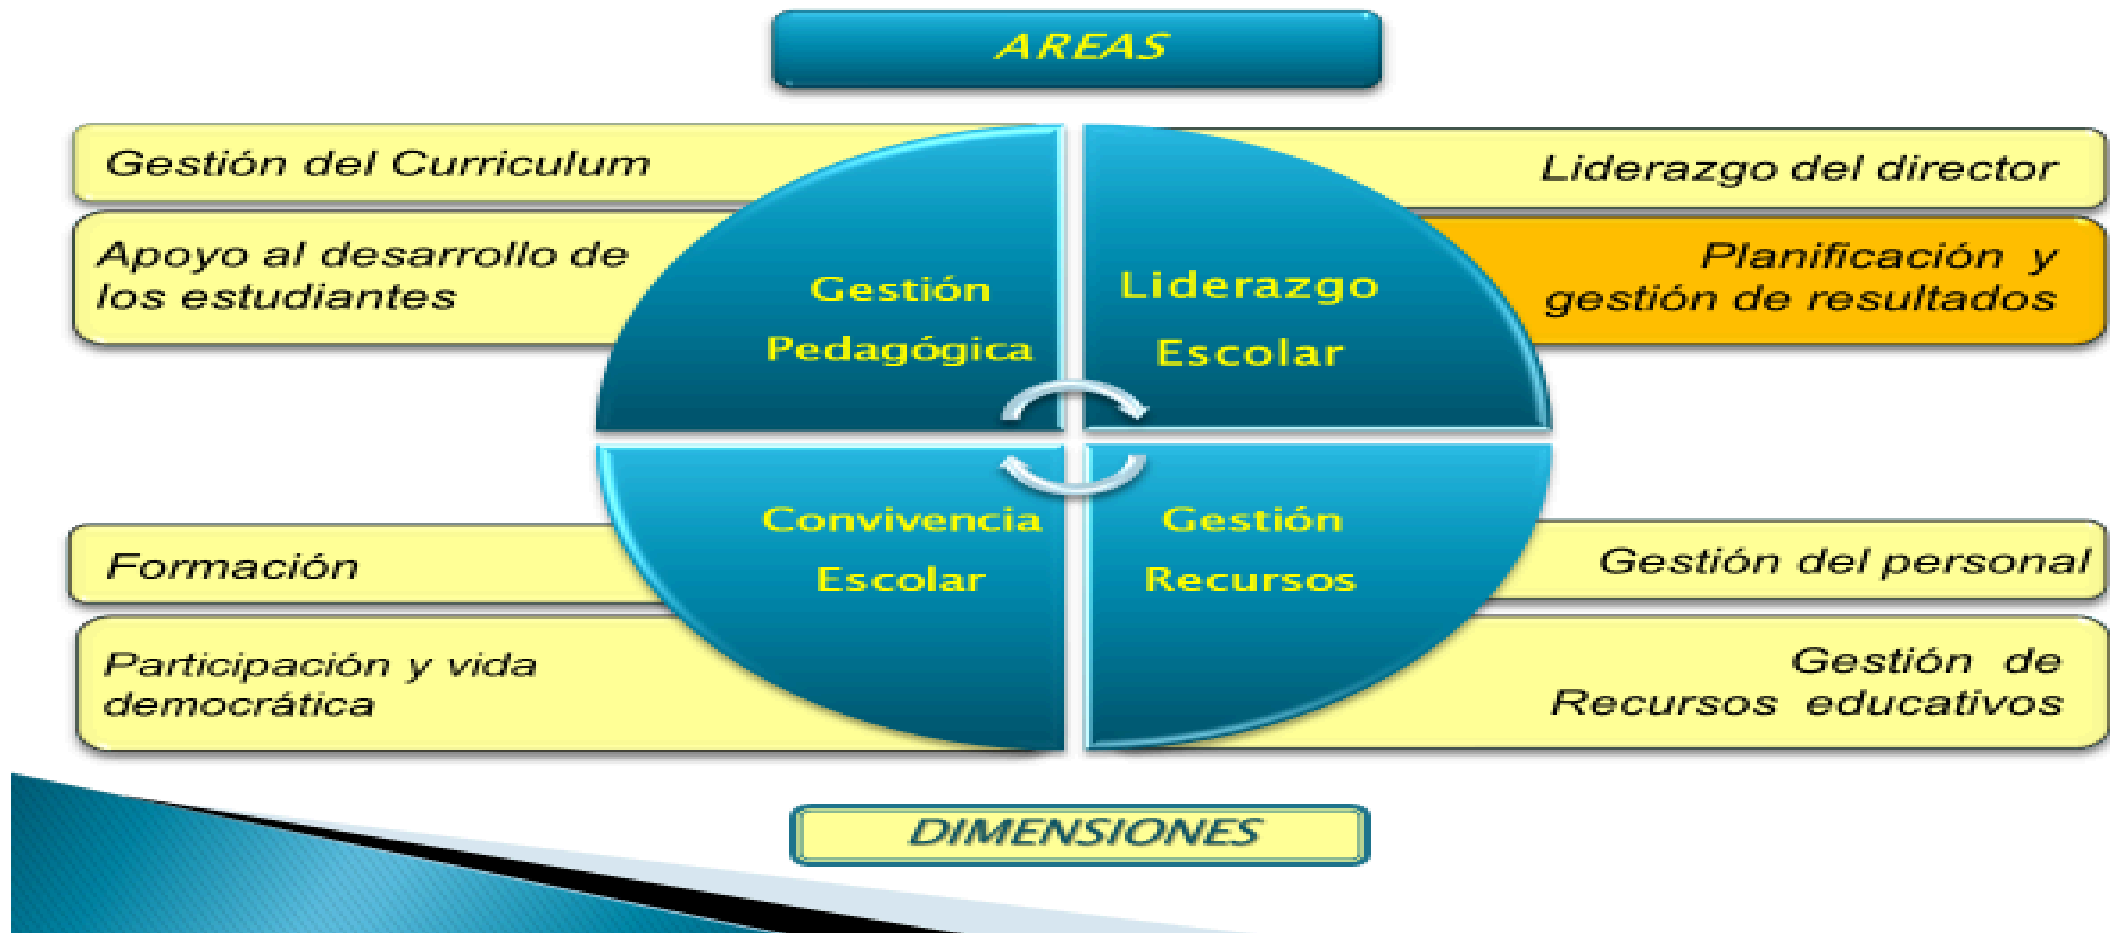 AREAS
Gestión del Curriculum
Apoyo al desarrollo de
los estudiantes
Gestión
Pedagógica
Liderazgo
Escolar
Liderazgo del director
Planificación y
gestión de resultados
Formación
Participación y vida
democrática
Convivencia
Escolar
Gestión
Recursos
Gestión del personal
Gestión de
Recursos educativos
DIMENSIONES